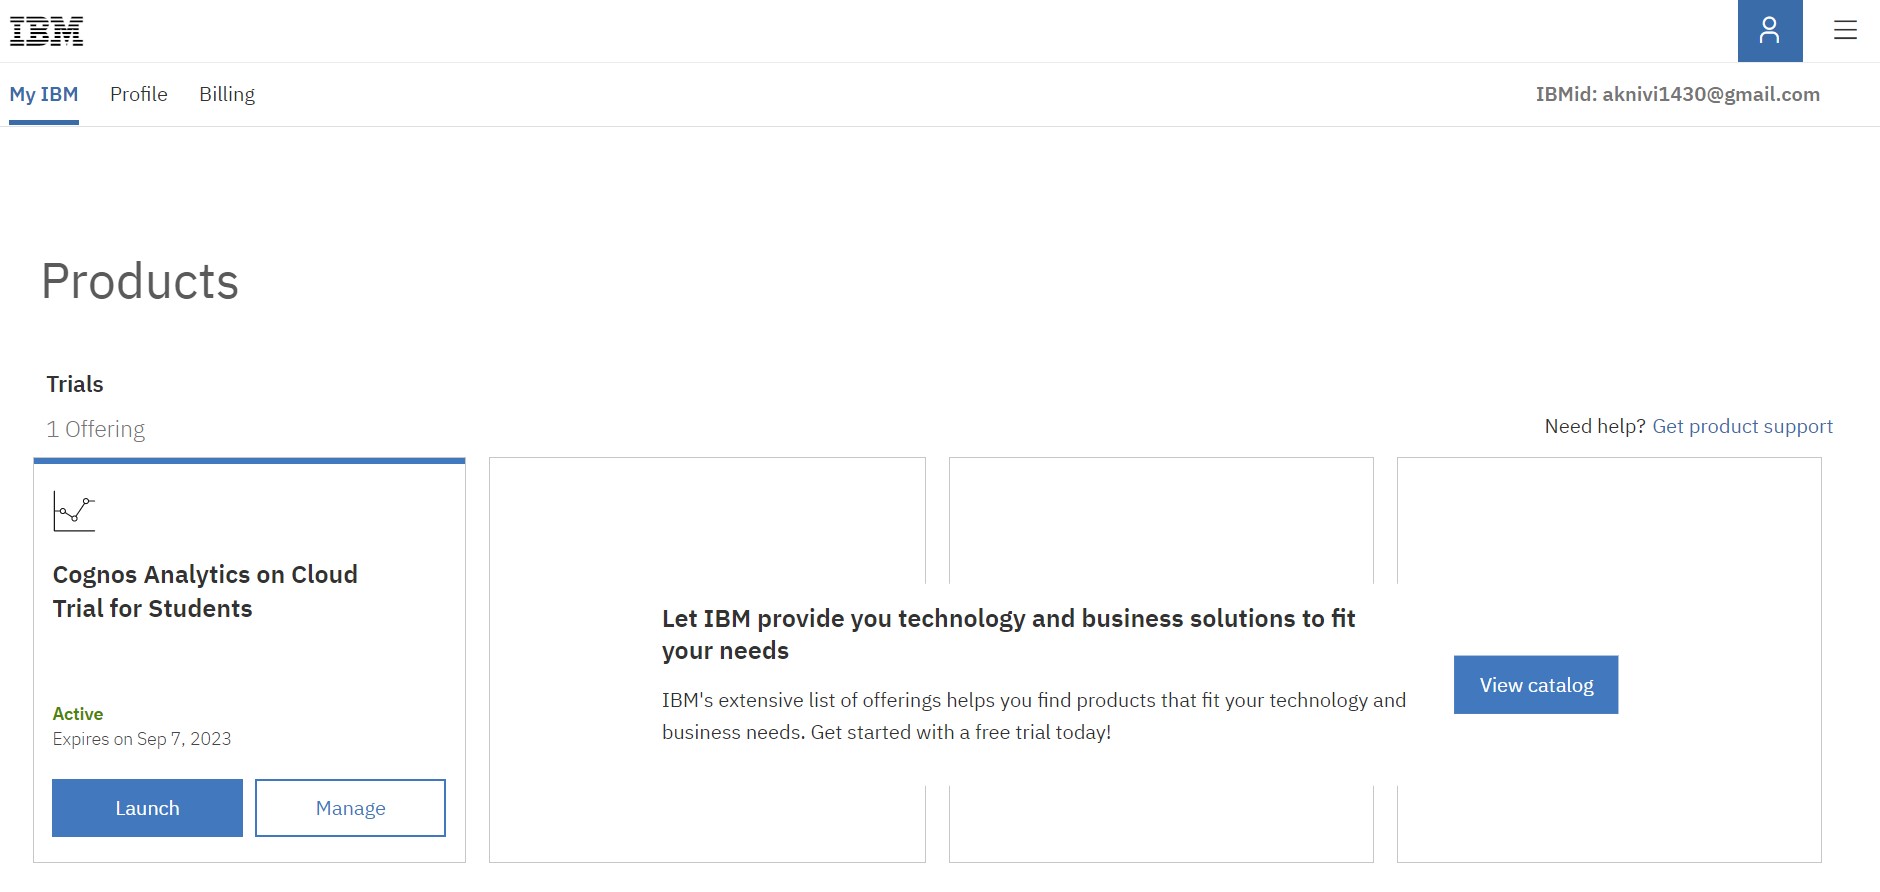 IBM
My IBM Profile Billing IBMid: aknivi1430@gmail.com
Products
Trials
1 Offering
Need help? Get product support
Cognos Analytics on Cloud
Trial for Students
Active
Expires on Sep 7, 2023
Launch Manage
Let IBM provide you technology and business solutions to fit
your needs
IBM's extensive list of offerings helps you find products that fit your technology and
business needs. Get started with a free trial today!
View catalog